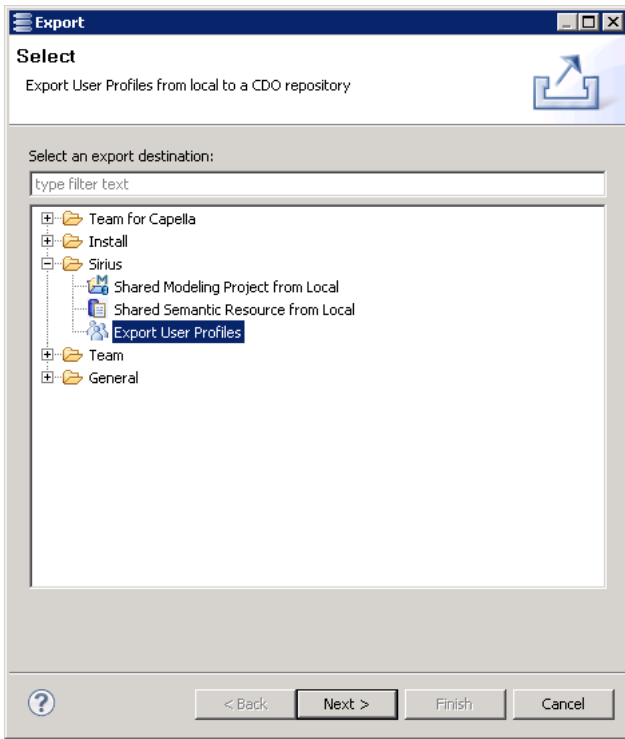 Export
Select
Export User Profiles from local to a CDO repository
Select an export destination:
type filter text
Team for Capella
Install
Sirius
Shared Modeling Project from Local
Shared Semantic Resource from Local
Export User Profiles
Team
General
< Back Next > Finish Cancel